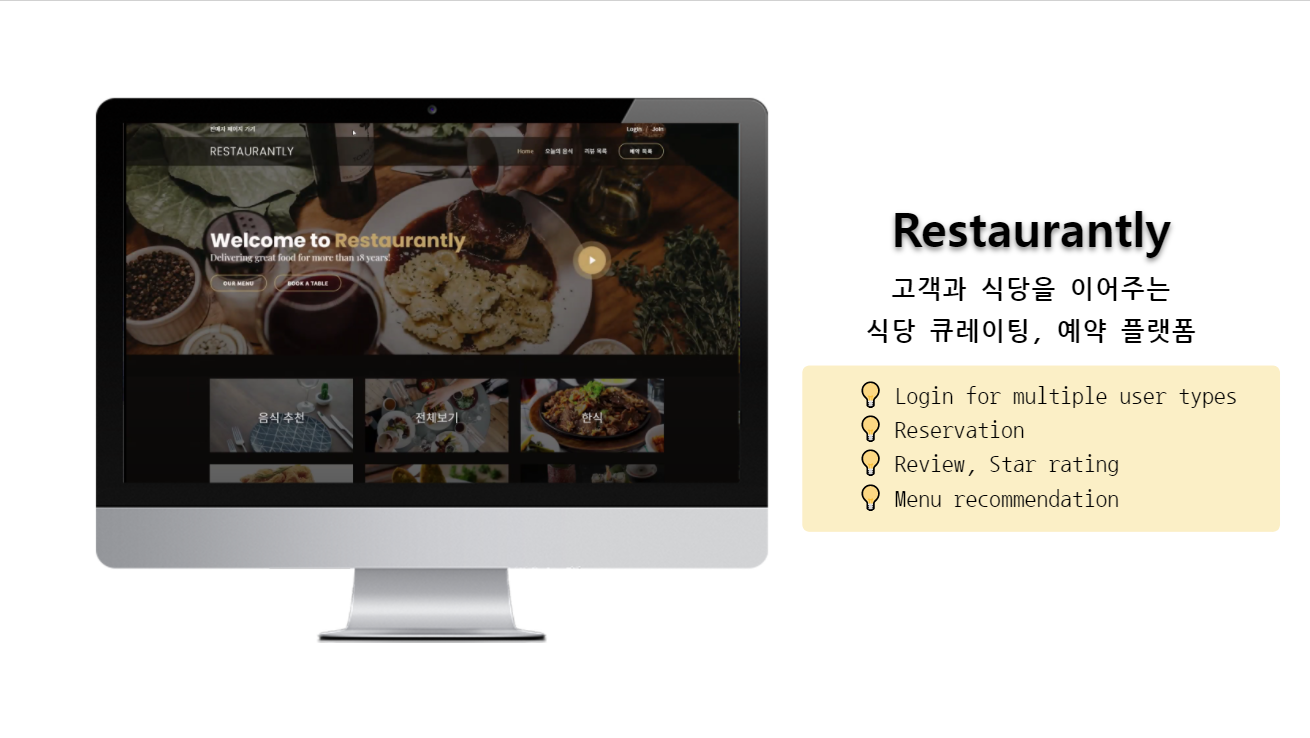 판매자 페이지 가기
Login / Join
RESTAURANTLY
Home 오늘의 음식 리뷰 목록 예약 목록
Welcome to Restaurantly
Delivering great food for more than 18 years!
OUR MENU BOOK A TABLE
음식 추천 전체보기 한식
Restaurantly
고객과 식당을 이어주는
식당 큐레이팅, 예약 플랫폼
Login for multiple user types
Reservation
Review, Star rating
Menu recommendation